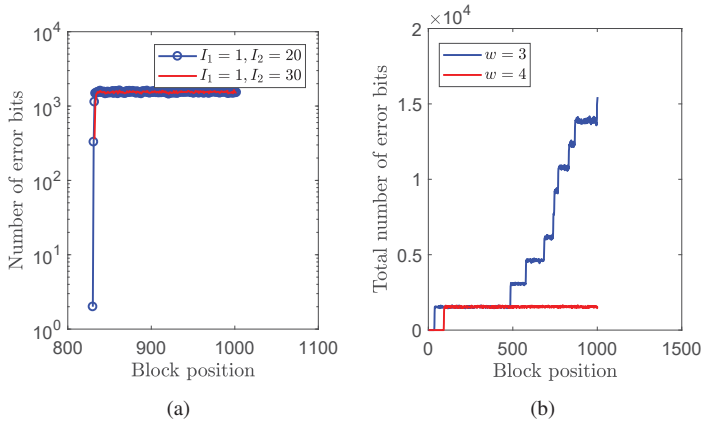 Number of error bits
10^4
10^3
10^2
10^1
10^0
I_1 = 1, I_2 = 20
I_1 = 1, I_2 = 30
800 900 1000 1100
Block position
(a)
Total number of error bits
×10^4
2
1.5
1
0.5
0
w = 3
w = 4
0 500 1000 1500
Block position
(b)